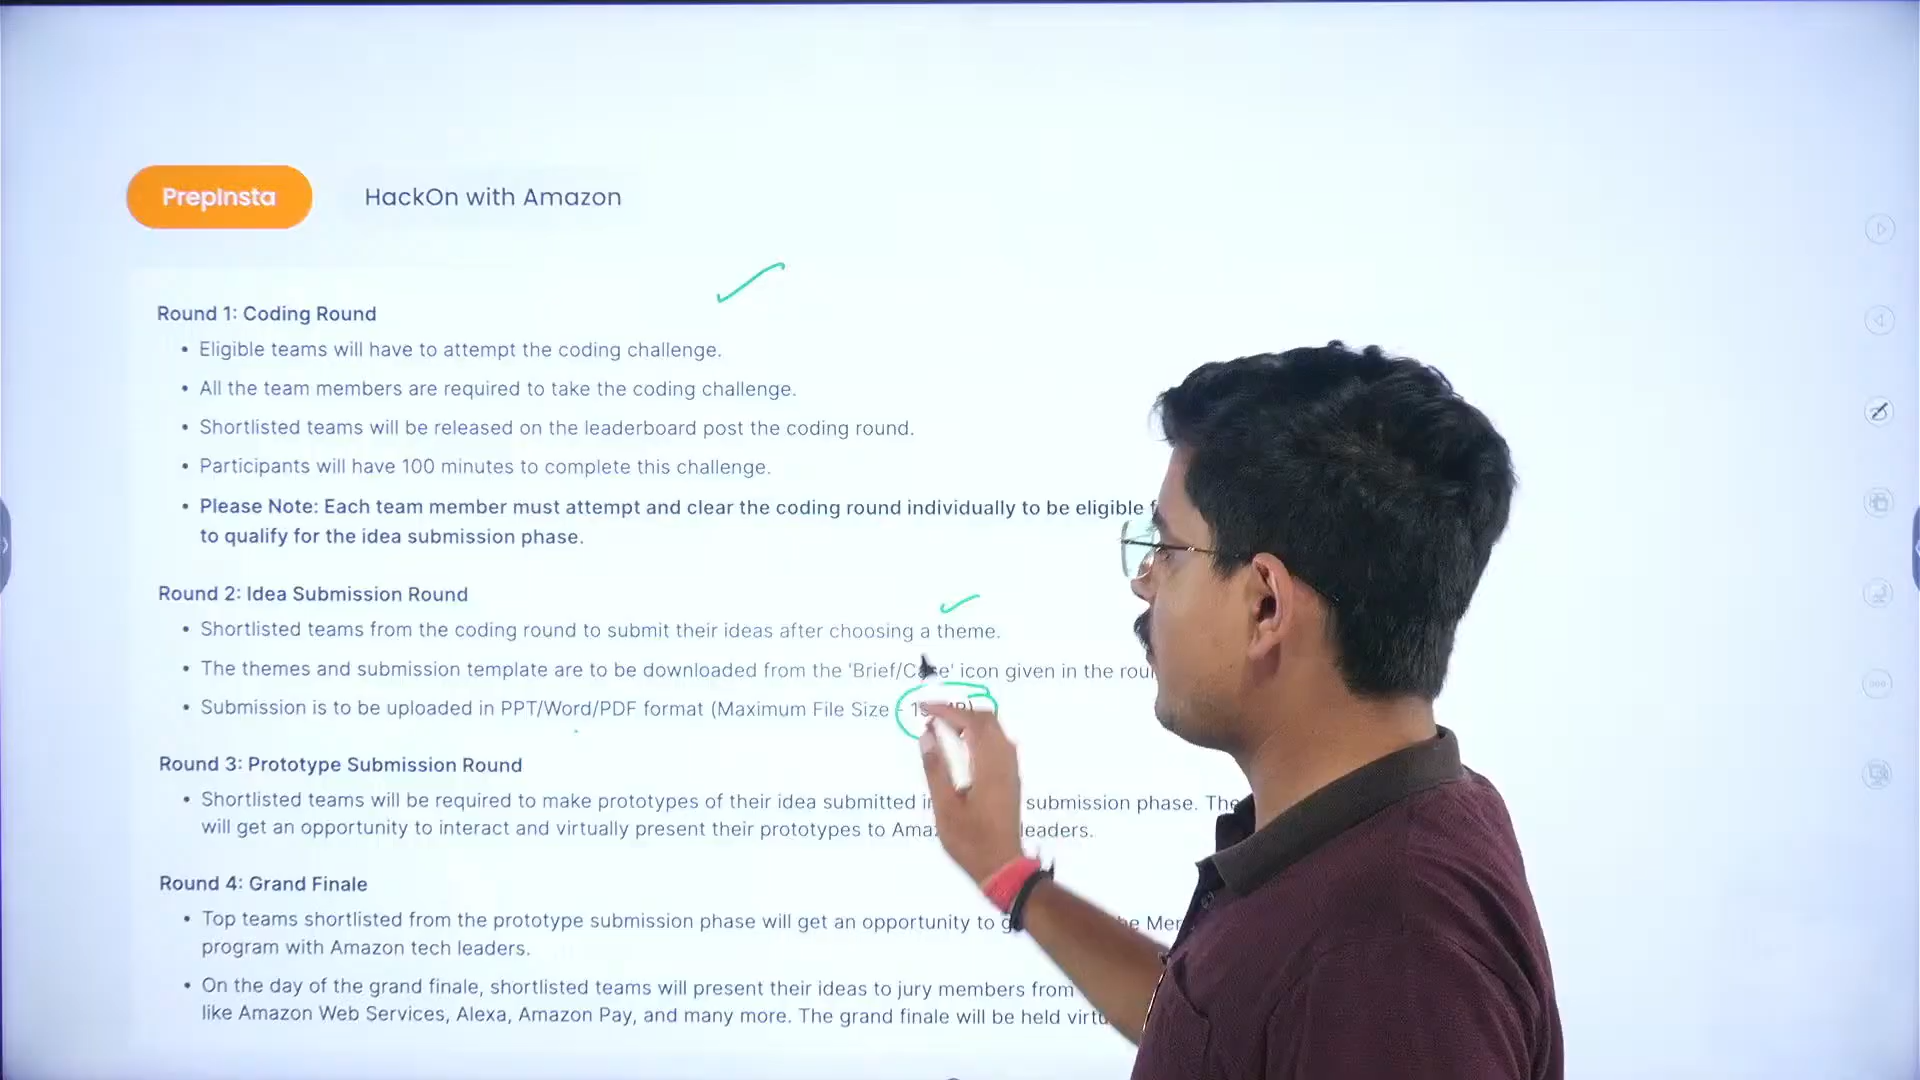 PrepInsta
HackOn with Amazon
Round 1: Coding Round
• Eligible teams will have to attempt the coding challenge.
• All the team members are required to take the coding challenge.
• Shortlisted teams will be released on the leaderboard post the coding round.
• Participants will have 100 minutes to complete this challenge.
• Please Note: Each team member must attempt and clear the coding round individually to be eligible
to qualify for the idea submission phase.
Round 2: Idea Submission Round
• Shortlisted teams from the coding round to submit their ideas after choosing a theme.
• The themes and submission template are to be downloaded from the 'Brief/Case' icon given in the
• Submission is to be uploaded in PPT/Word/PDF format (Maximum File Size -
Round 3: Prototype Submission Round
• Shortlisted teams will be required to make prototypes of their idea submitted submission phase.
will get an opportunity to interact and virtually present their prototypes to leaders.
Round 4: Grand Finale
• Top teams shortlisted from the prototype submission phase will get an opportunity to
program with Amazon tech leaders.
• On the day of the grand finale, shortlisted teams will present their ideas to jury members from
like Amazon Web Services, Alexa, Amazon Pay, and many more. The grand finale will be held